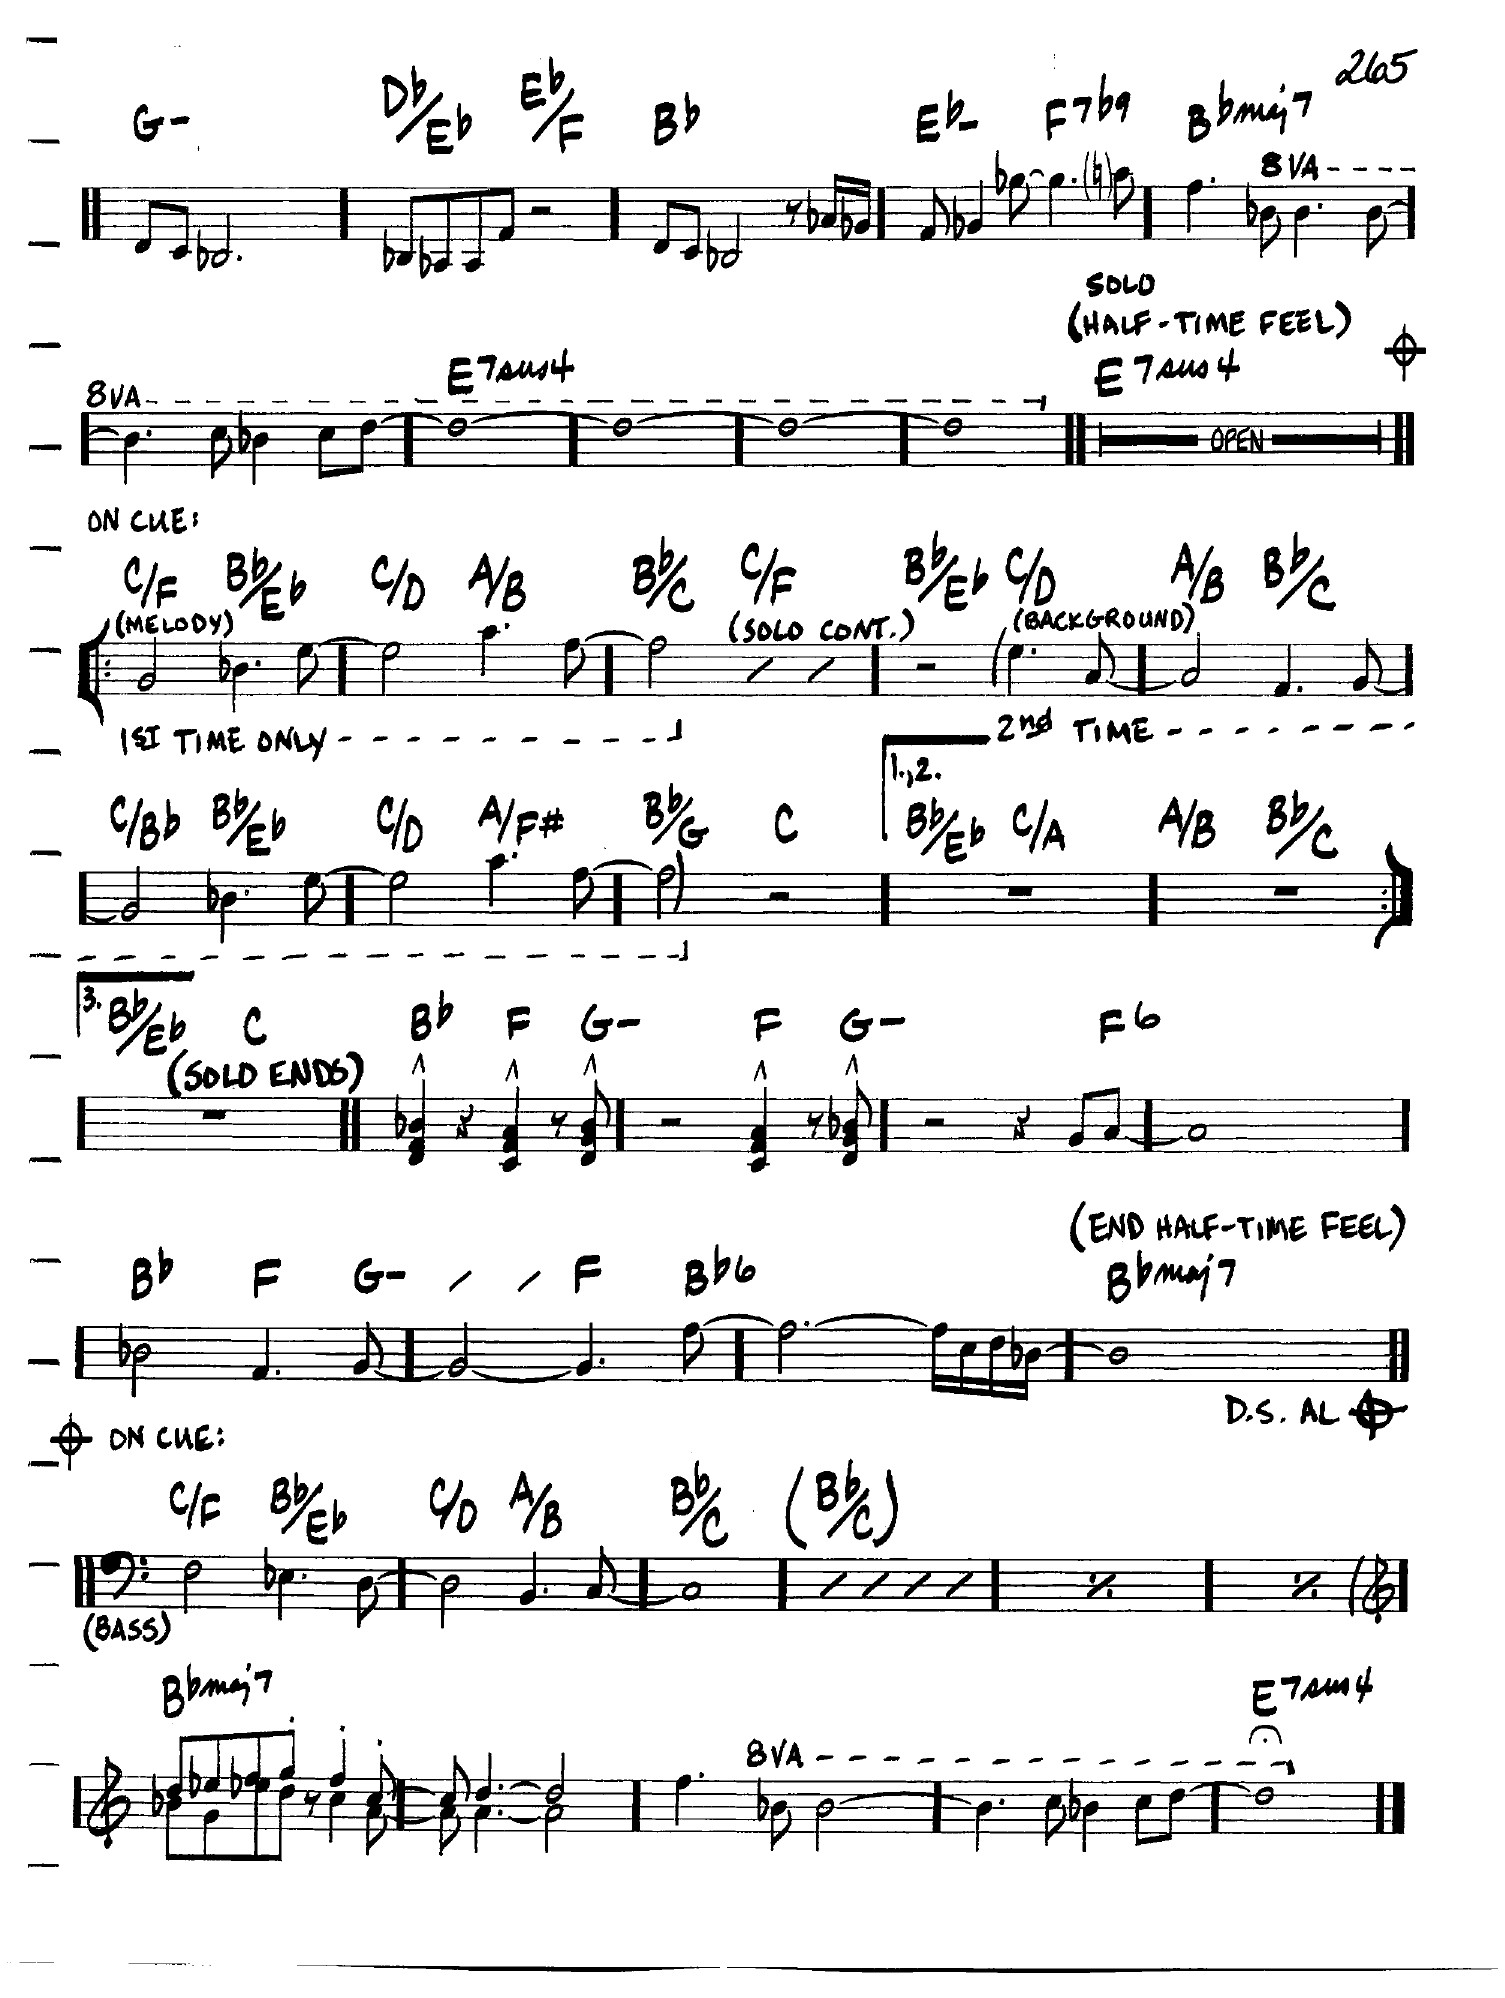 265
G- Db/Eb Eb/F Bb Eb- F7b9 Bbmaj7
8VA
SOLO
(HALF-TIME FEEL)
8VA E7sus4 E7sus4
OPEN
ON CUE:
C/F Bb/Eb C/D A/B Bb/C C/F Bb/Eb C/D A/B Bb/C
(MELODY) (SOLO CONT.) (BACKGROUND)
1st TIME ONLY 2nd TIME
1.,2.
C/Bb Bb/Eb C/D A/F# Bb/G C Bb/Eb C/A A/B Bb/C
3.
Bb/Eb C Bb F G- F G- F6
(SOLO ENDS)
(END HALF-TIME FEEL)
Bb F G- / / F Bb6 Bbmaj7
D.S. AL
ON CUE:
C/F Bb/Eb C/D A/B Bb/C (Bb/C)
(BASS)
Bbmaj7 E7sus4
8VA